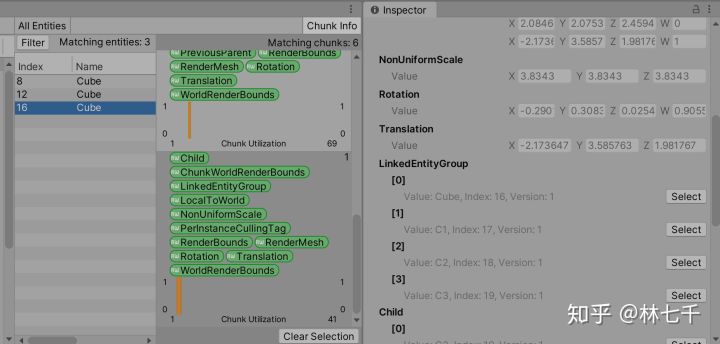 All Entities
Chunk Info
Filter
Matching entities: 3
Matching chunks: 6
Index
Name
8 Cube
12 Cube
16 Cube
PreviousParent
RenderBounds
RenderMesh
Rotation
Translation
WorldRenderBounds
1 1
0 0
1 Chunk Utilization 69
Child 1
ChunkWorldRenderBounds
LinkedEntityGroup
LocalToWorld
NonUniformScale
PerInstanceCullingTag
RenderBounds
RenderMesh
Rotation
Translation
WorldRenderBounds
1 1
0 0
1 Chunk Utilization 41
Clear Selection
Inspector
X 2.0846 Y 2.0753 Z 2.4594 W 0
X -2.1736 Y 3.5857 Z 1.98176 W 1
NonUniformScale
Value X 3.8343 Y 3.8343 Z 3.8343
Rotation
Value X -0.290 Y 0.3083 Z 0.0254 W 0.9055
Translation
Value X -2.173647 Y 3.585763 Z 1.981767
LinkedEntityGroup
[0]
Value: Cube, Index: 16, Version: 1 Select
[1]
Value: C1, Index: 17, Version: 1 Select
[2]
Value: C2, Index: 18, Version: 1 Select
[3]
Value: C3, Index: 19, Version: 1 Select
Child
[0]
知乎 @林七千